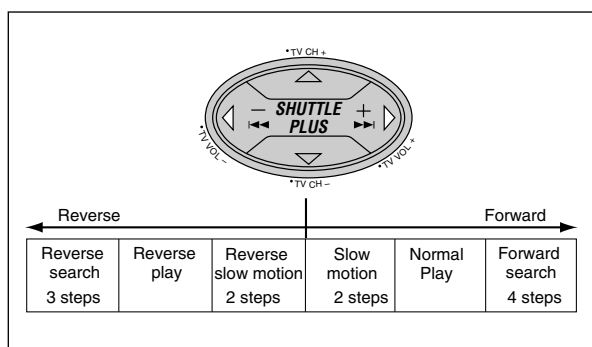 •TV CH +
– SHUTTLE +
PLUS
•TV VOL –
•TV VOL +
•TV CH –
Reverse
Forward
Reverse search 3 steps
Reverse play
Reverse slow motion 2 steps
Slow motion 2 steps
Normal Play
Forward search 4 steps